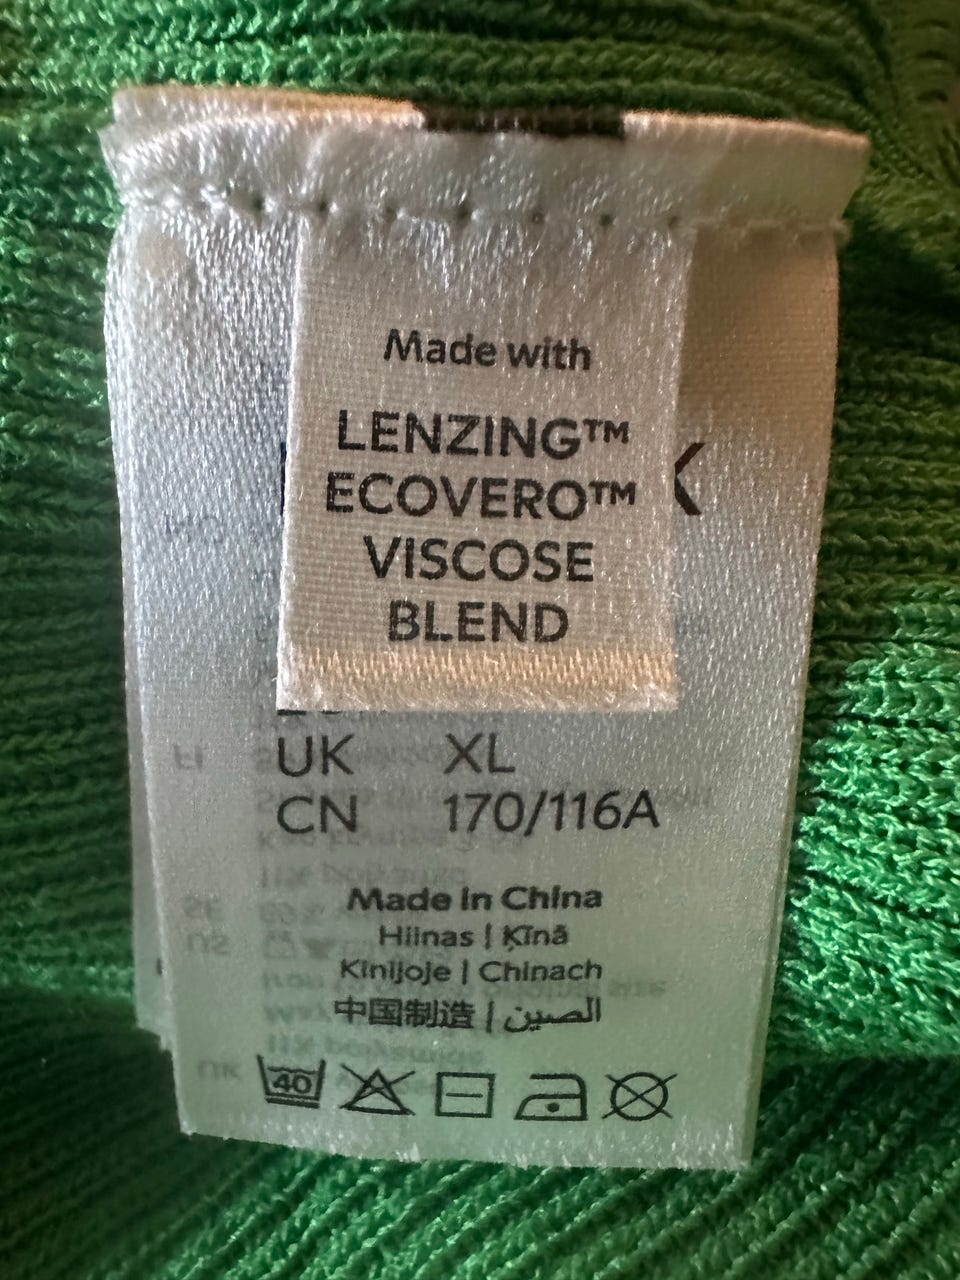 Made with
LENZING™
ECOVERO™
VISCOSE
BLEND
UK XL
CN 170/116A
Made in China
Hiinas | Ķīnā
Kinijoje | Chinach
中国制造 | الصين
40